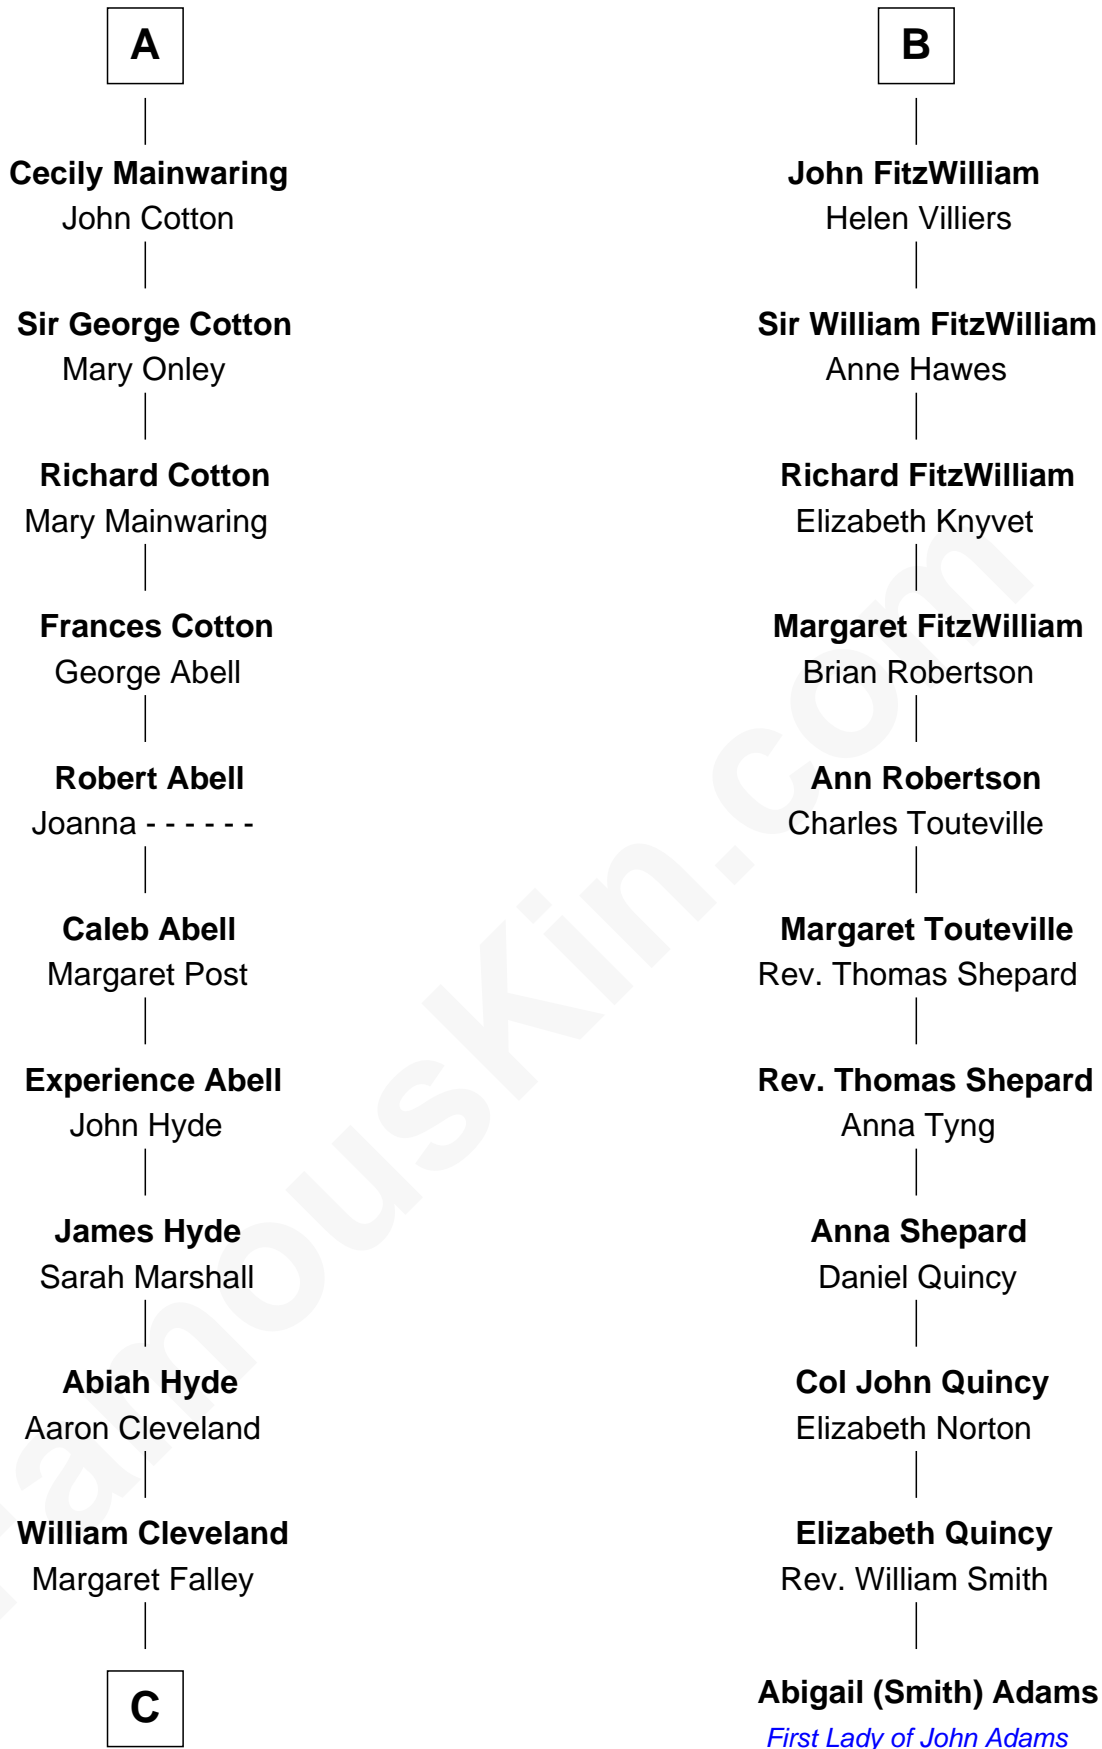 A
Cecily Mainwaring
John Cotton
Sir George Cotton
Mary Onley
Richard Cotton
Mary Mainwaring
Frances Cotton
George Abell
Robert Abell
Joanna - - - - - -
Caleb Abell
Margaret Post
Experience Abell
John Hyde
James Hyde
Sarah Marshall
Abiah Hyde
Aaron Cleveland
William Cleveland
Margaret Falley
C
B
John FitzWilliam
Helen Villiers
Sir William FitzWilliam
Anne Hawes
Richard FitzWilliam
Elizabeth Knyvet
Margaret FitzWilliam
Brian Robertson
Ann Robertson
Charles Touteville
Margaret Touteville
Rev. Thomas Shepard
Rev. Thomas Shepard
Anna Tyng
Anna Shepard
Daniel Quincy
Col John Quincy
Elizabeth Norton
Elizabeth Quincy
Rev. William Smith
Abigail (Smith) Adams
First Lady of John Adams
FamousKin.com